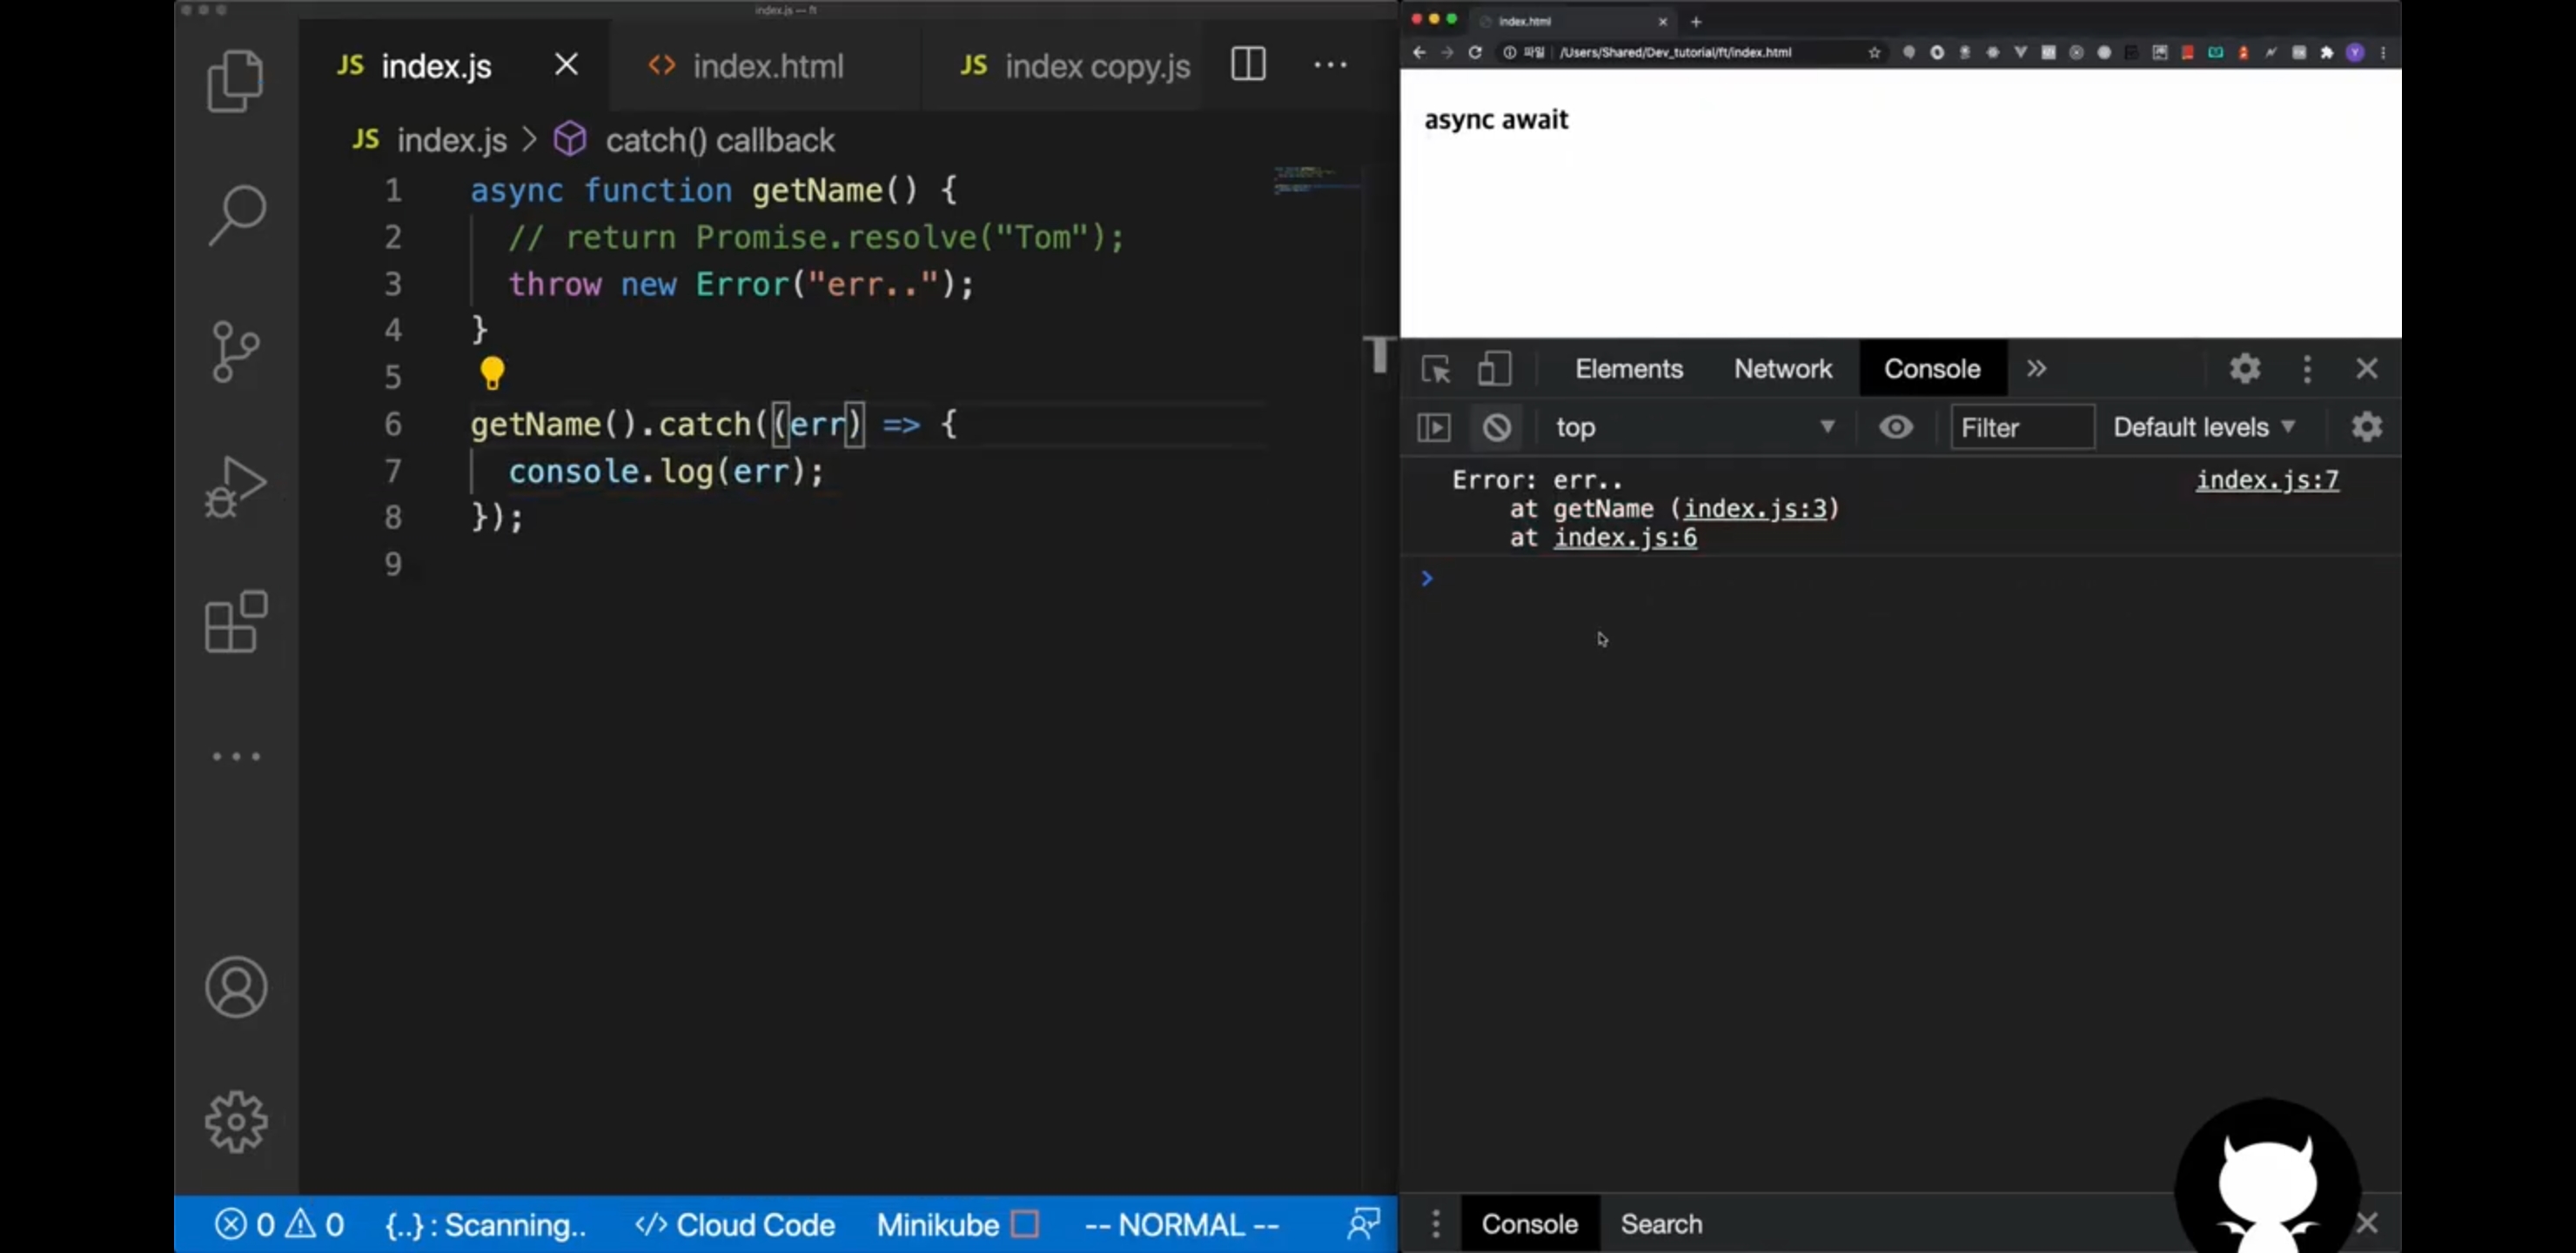 index.js — ft
JS index.js
<> index.html
JS index copy.js
JS index.js > catch() callback
1 async function getName() {
2 // return Promise.resolve("Tom");
3 throw new Error("err..");
4 }
5
6 getName().catch((err) => {
7 console.log(err);
8 });
9
0 0 {..} : Scanning.. </> Cloud Code Minikube -- NORMAL --
index.html
파일 | /Users/Shared/Dev_tutorial/ft/index.html
async await
T
Elements Network Console »
top Filter Default levels
Error: err.. index.js:7
at getName (index.js:3)
at index.js:6
>
Console Search